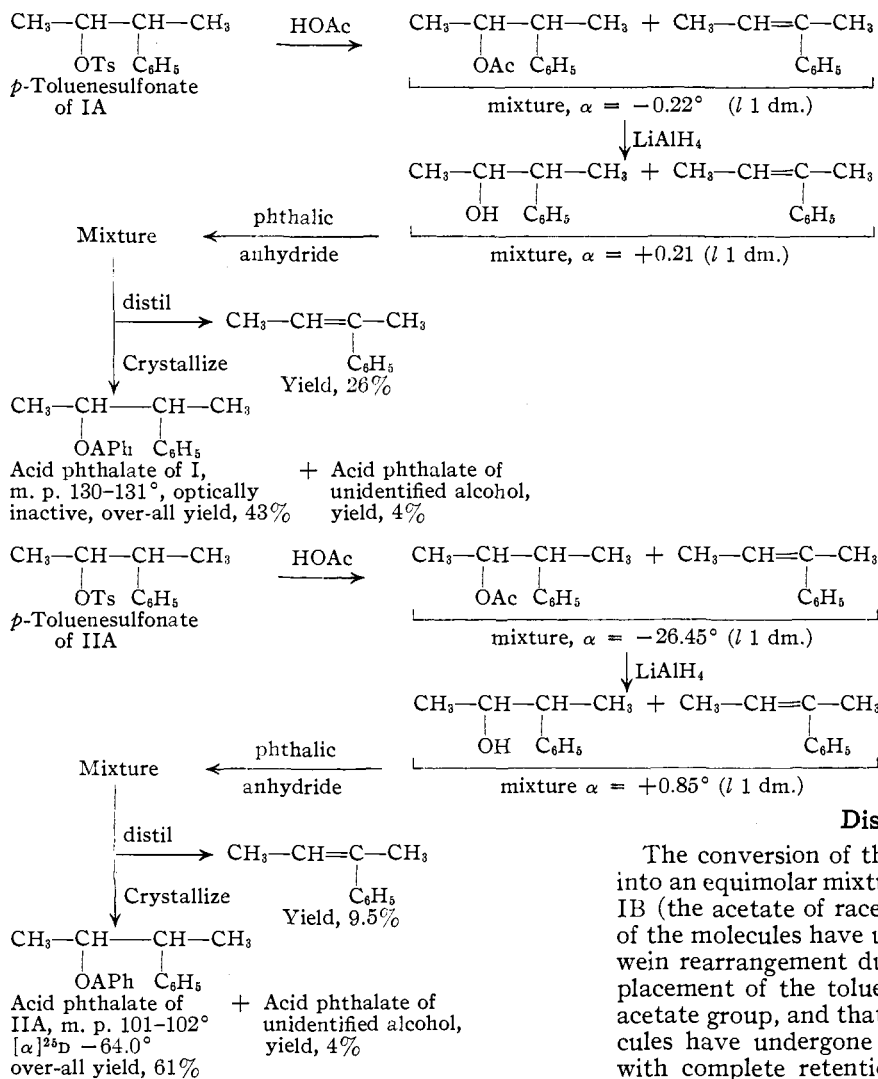 CH₃—CH—CH—CH₃ HOAc CH₃—CH—CH—CH₃ + CH₃—CH=C—CH₃
OTs C₆H₅ OAc C₆H₅ C₆H₅
p-Toluenesulfonate
of IA
mixture, α = −0.22° (l 1 dm.)
LiAlH₄
CH₃—CH—CH—CH₃ + CH₃—CH=C—CH₃
OH C₆H₅ C₆H₅
Mixture phthalic
anhydride
mixture, α = +0.21 (l 1 dm.)
distil
CH₃—CH=C—CH₃
C₆H₅
Crystallize
Yield, 26%
CH₃—CH——CH—CH₃
OAPh C₆H₅
Acid phthalate of I, + Acid phthalate of
m. p. 130–131°, optically unidentified alcohol,
inactive, over-all yield, 43% yield, 4%
CH₃—CH—CH—CH₃ HOAc CH₃—CH—CH—CH₃ + CH₃—CH=C—CH₃
OTs C₆H₅ OAc C₆H₅ C₆H₅
p-Toluenesulfonate
of IIA
mixture, α = −26.45° (l 1 dm.)
LiAlH₄
CH₃—CH—CH—CH₃ + CH₃—CH=C—CH₃
OH C₆H₅ C₆H₅
Mixture phthalic
anhydride
mixture α = +0.85° (l 1 dm.)
distil
CH₃—CH=C—CH₃
C₆H₅
Crystallize
Yield, 9.5%
CH₃—CH——CH—CH₃
OAPh C₆H₅
Acid phthalate of + Acid phthalate of
IIA, m. p. 101–102° unidentified alcohol,
[α]²⁵D −64.0° yield, 4%
over-all yield, 61%
Dis
The conversion of th
into an equimolar mixtu
IB (the acetate of race
of the molecules have u
wein rearrangement du
placement of the tolue
acetate group, and that
cules have undergone
with complete retentio